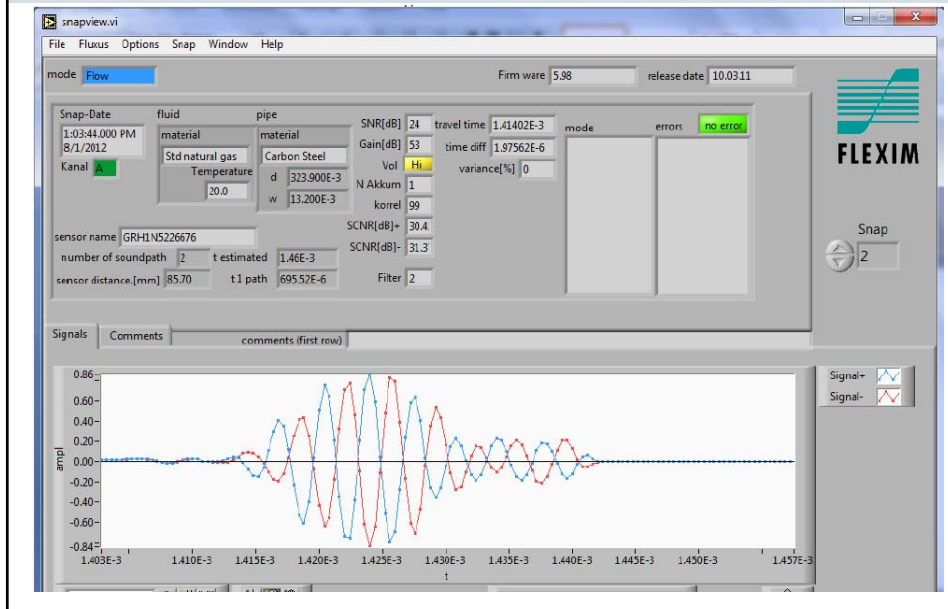 snapview.vi
File Fluxus Options Snap Window Help
mode Flow
Firm ware 5.98
release date 10.03.11
FLEXIM
Snap-Date
1:03:44.000 PM
8/1/2012
Kanal A
fluid
material
Std natural gas
Temperature
20.0
pipe
material
Carbon Steel
d 323.900E-3
w 13.200E-3
SNR[dB] 24
Gain[dB] 53
Vol Hi
N Akkum 1
korrel 99
SCNR[dB]+ 30.4
SCNR[dB]- 31.3
Filter 2
travel time 1.41402E-3
time diff 1.97562E-6
variance[%] 0
mode
errors no error
sensor name GRH1N5226676
number of soundpath 2 t estimated 1.46E-3
sensor distance.[mm] 85.70 t1 path 695.52E-6
Snap
2
Signals Comments
comments (first row)
Signal+
Signal-
ampl
0.86
0.60
0.40
0.20
0.00
-0.20
-0.40
-0.60
-0.84
1.403E-3 1.410E-3 1.415E-3 1.420E-3 1.425E-3 1.430E-3 1.435E-3 1.440E-3 1.445E-3 1.450E-3 1.457E-3
t